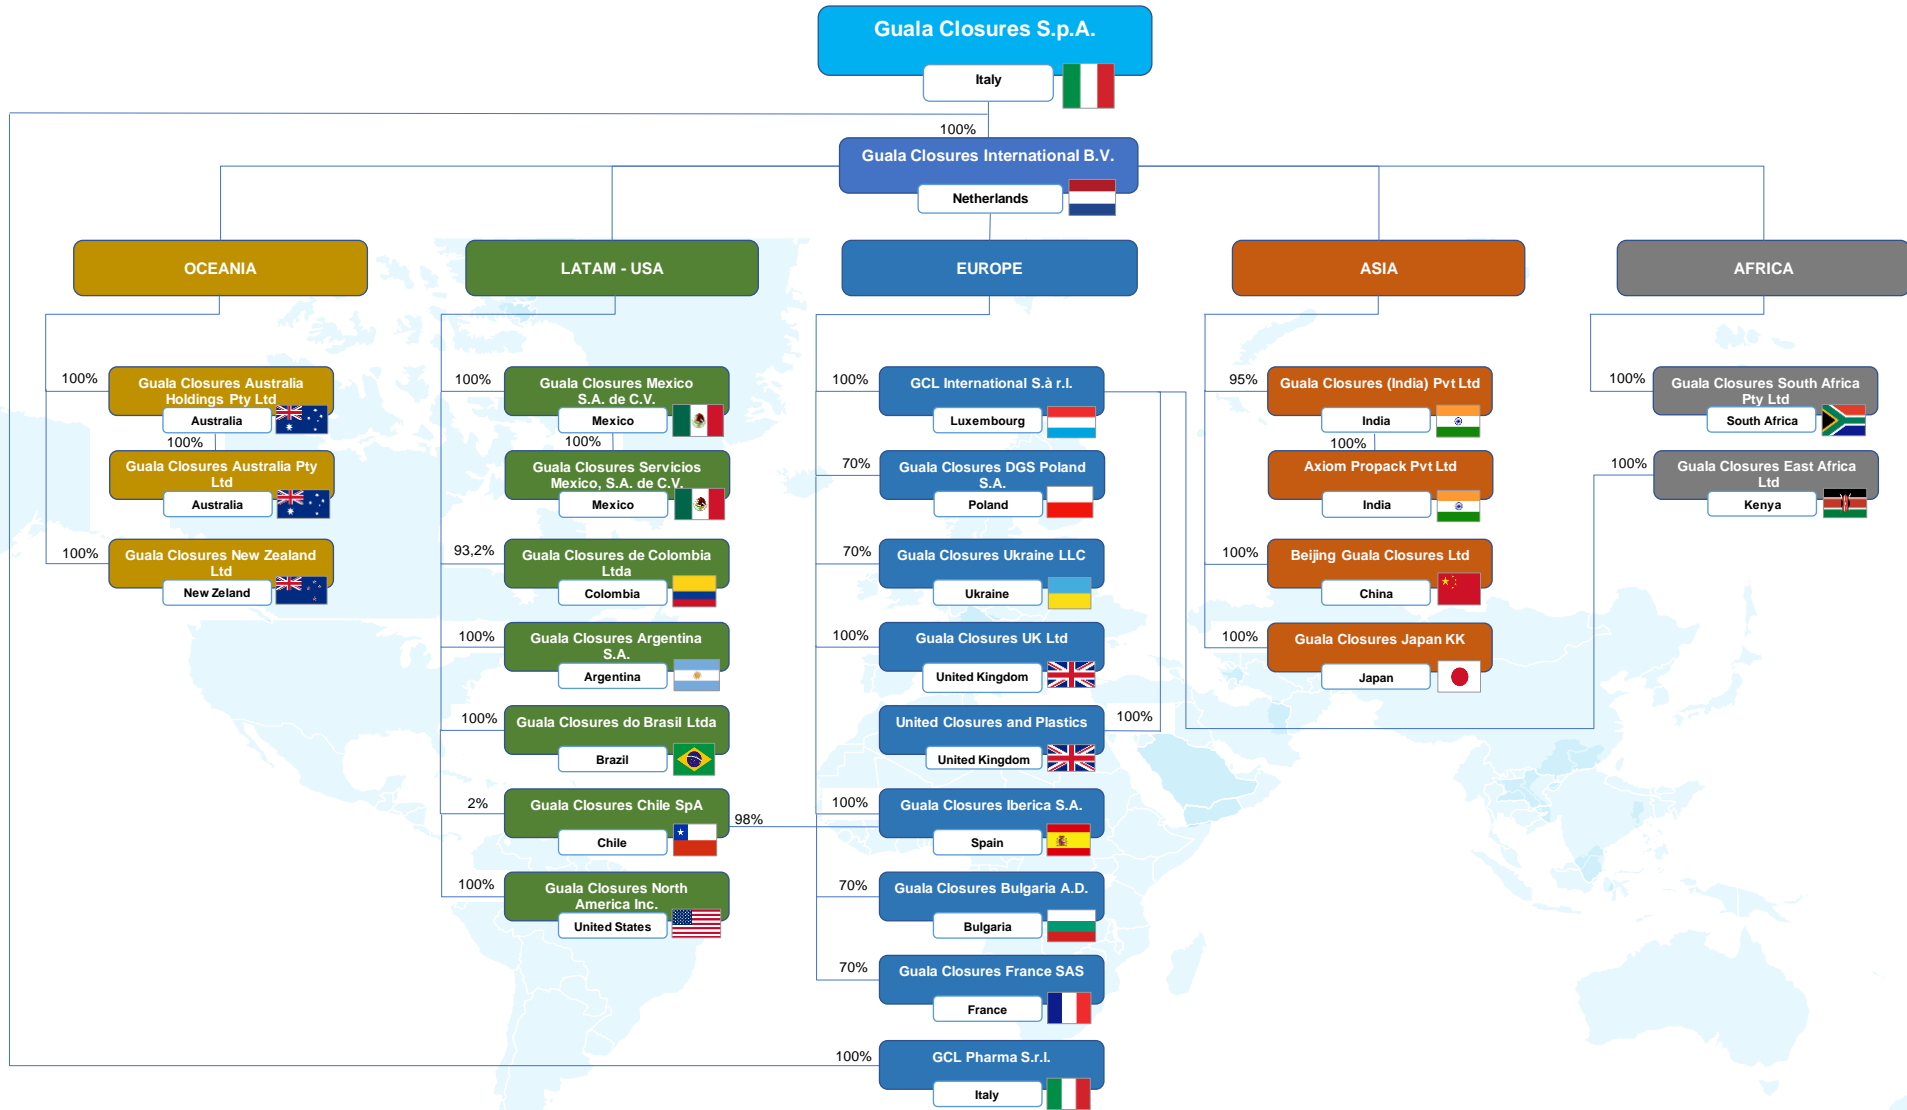 Guala Closures S.p.A.
Italy
100%
Guala Closures International B.V.
Netherlands
OCEANIA
100%
Guala Closures Australia
Holdings Pty Ltd
Australia
100%
Guala Closures Australia Pty
Ltd
Australia
100%
Guala Closures New Zealand
Ltd
New Zeland
LATAM - USA
100%
Guala Closures Mexico
S.A. de C.V.
Mexico
100%
Guala Closures Servicios
Mexico, S.A. de C.V.
Mexico
93,2%
Guala Closures de Colombia
Ltda
Colombia
100%
Guala Closures Argentina
S.A.
Argentina
100%
Guala Closures do Brasil Ltda
Brazil
2%
Guala Closures Chile SpA
98%
Chile
100%
Guala Closures North
America Inc.
United States
EUROPE
100%
GCL International S.à r.l.
Luxembourg
70%
Guala Closures DGS Poland
S.A.
Poland
70%
Guala Closures Ukraine LLC
Ukraine
100%
Guala Closures UK Ltd
United Kingdom
United Closures and Plastics
100%
United Kingdom
100%
Guala Closures Iberica S.A.
Spain
70%
Guala Closures Bulgaria A.D.
Bulgaria
70%
Guala Closures France SAS
France
100%
GCL Pharma S.r.l.
Italy
ASIA
95%
Guala Closures (India) Pvt Ltd
India
100%
Axiom Propack Pvt Ltd
India
100%
Beijing Guala Closures Ltd
China
100%
Guala Closures Japan KK
Japan
AFRICA
100%
Guala Closures South Africa
Pty Ltd
South Africa
100%
Guala Closures East Africa
Ltd
Kenya